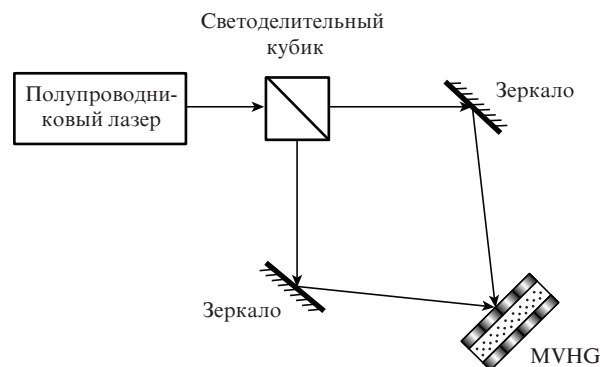 Светоделительный
кубик
Полупроводни-
ковый лазер
Зеркало
Зеркало
MVHG